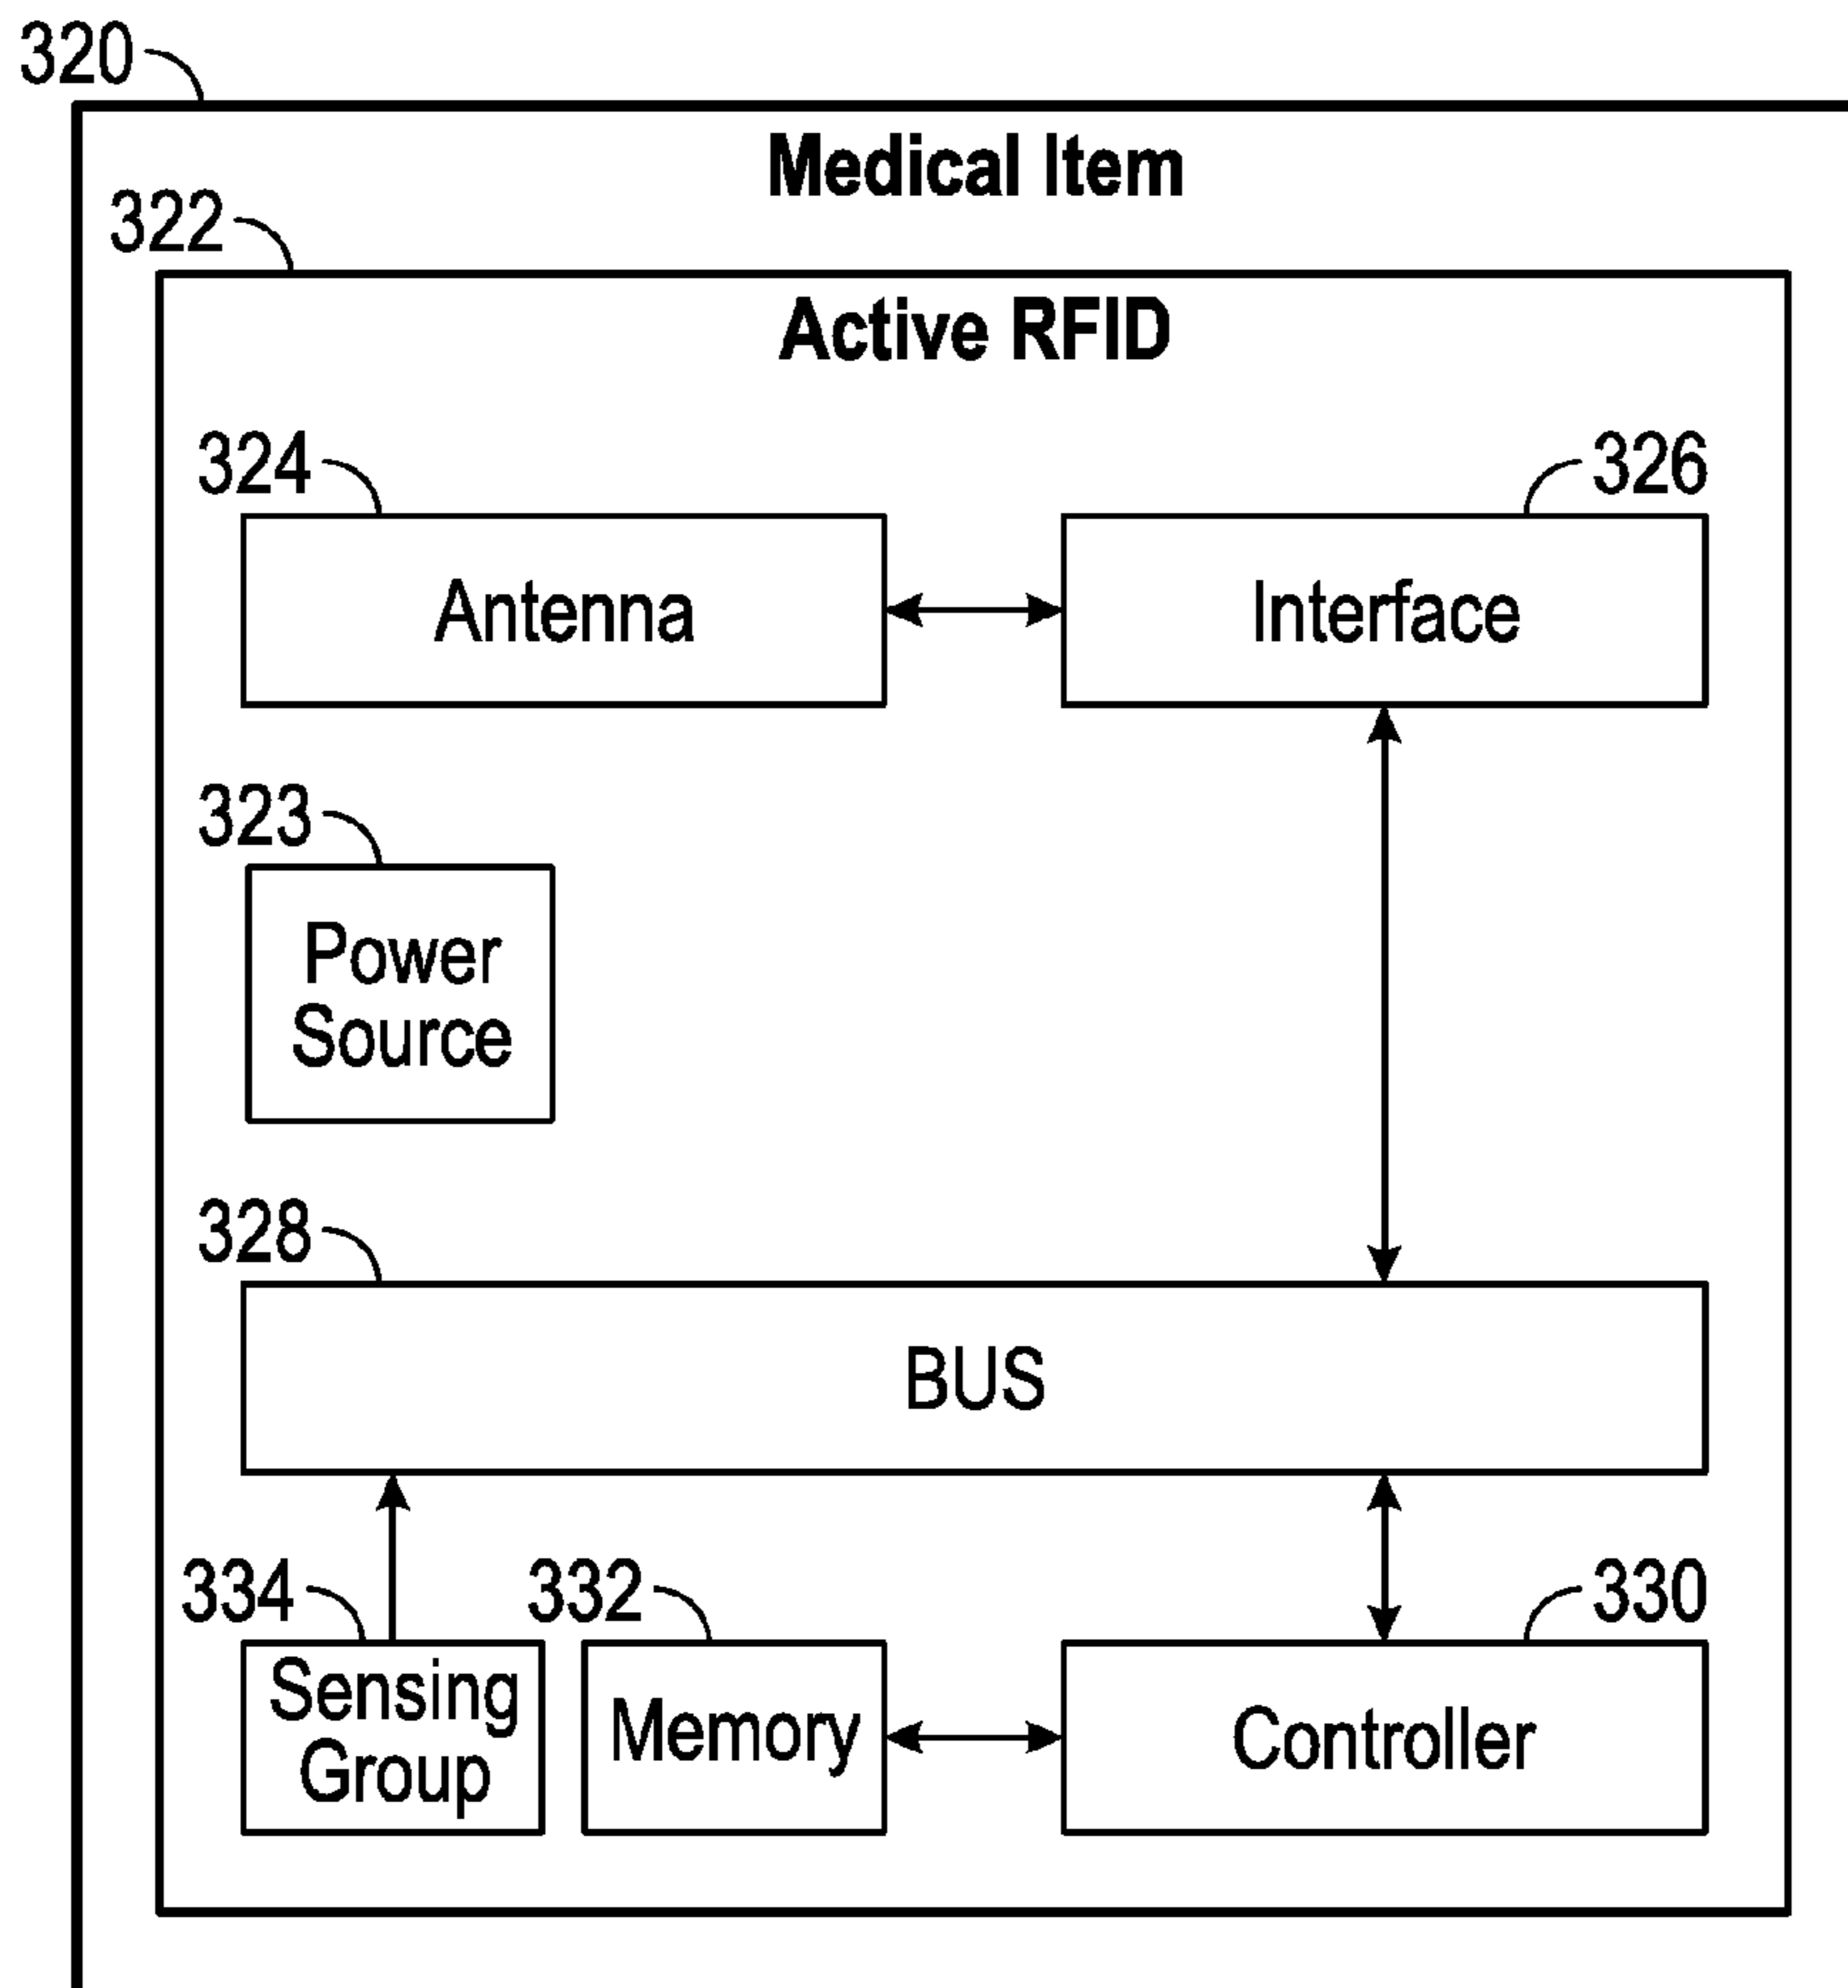 320
Medical Item
322
Active RFID
324
326
Antenna
Interface
323
Power
Source
328
BUS
334
332
330
Sensing
Group
Memory
Controller